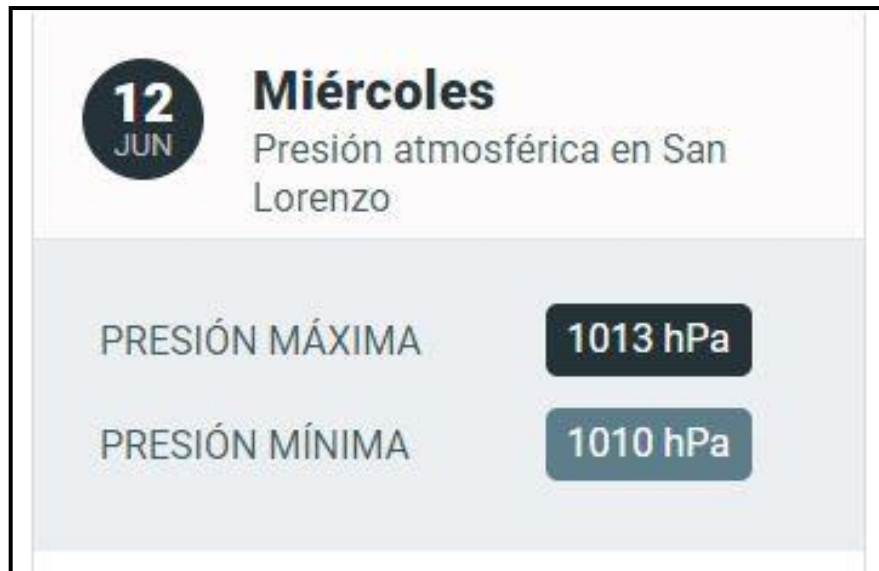 12
JUN
Miércoles
Presión atmosférica en San
Lorenzo
PRESIÓN MÁXIMA 1013 hPa
PRESIÓN MÍNIMA 1010 hPa